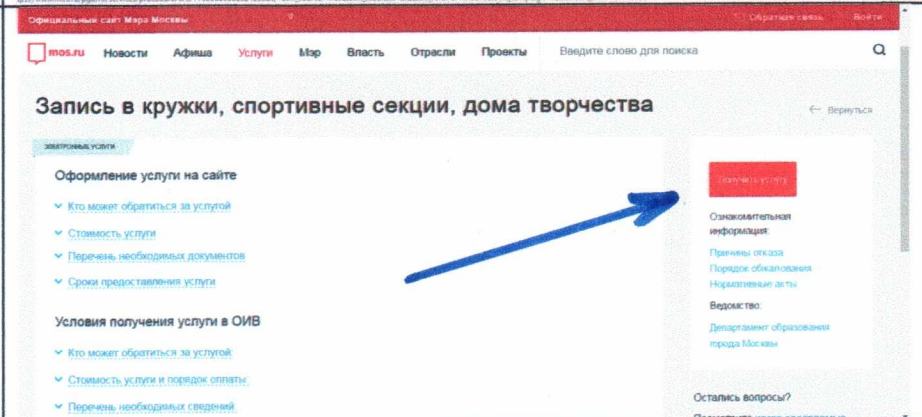 Официальный сайт Мэра Москвы
Обратная связь
Войти
mos.ru
Новости
Афиша
Услуги
Мэр
Власть
Отрасли
Проекты
Введите слово для поиска
Запись в кружки, спортивные секции, дома творчества
← Вернуться
ЭЛЕКТРОННЫЕ УСЛУГИ
Оформление услуги на сайте
Кто может обратиться за услугой
Стоимость услуги
Перечень необходимых документов
Сроки предоставления услуги
Условия получения услуги в ОИВ
Кто может обратиться за услугой
Стоимость услуги и порядок оплаты
Перечень необходимых сведений
Получить услугу
Ознакомительная
информация:
Причины отказа
Порядок обжалования
Нормативные акты
Ведомство:
Департамент образования
города Москвы
Остались вопросы?